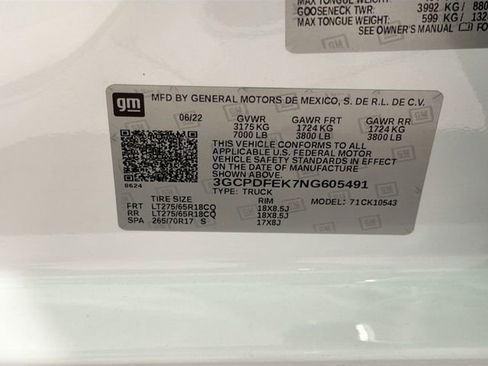 MAX TONGUE WEIGHT:
GOOSENECK TWR: 3992 KG / 880
MAX TONGUE WEIGHT: 599 KG / 132
SEE OWNER'S MANUAL FO
gm
MFD BY GENERAL MOTORS DE MEXICO, S. DE R.L. DE C.V.
06/22 GVWR GAWR FRT GAWR RR
3175 KG 1724 KG 1724 KG
7000 LB 3800 LB 3800 LB
THIS VEHICLE CONFORMS TO ALL
APPLICABLE U.S. FEDERAL MOTOR
VEHICLE SAFETY STANDARDS IN
EFFECT ON THE DATE OF MANUFACTURE
SHOWN ABOVE.
3GCPDFEK7NG605491
8624 TYPE: TRUCK
TIRE SIZE RIM MODEL: 71CK10543
FRT LT275/65R18CQ 18X8.5J
RR LT275/65R18CQ 18X8.5J
SPA 265/70R17 S 17X8J